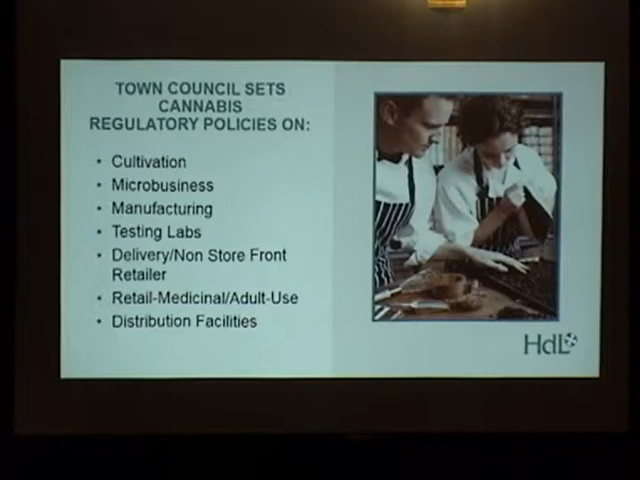 TOWN COUNCIL SETS
CANNABIS
REGULATORY POLICIES ON:
• Cultivation
• Microbusiness
• Manufacturing
• Testing Labs
• Delivery/Non Store Front
Retailer
• Retail-Medicinal/Adult-Use
• Distribution Facilities
HdL